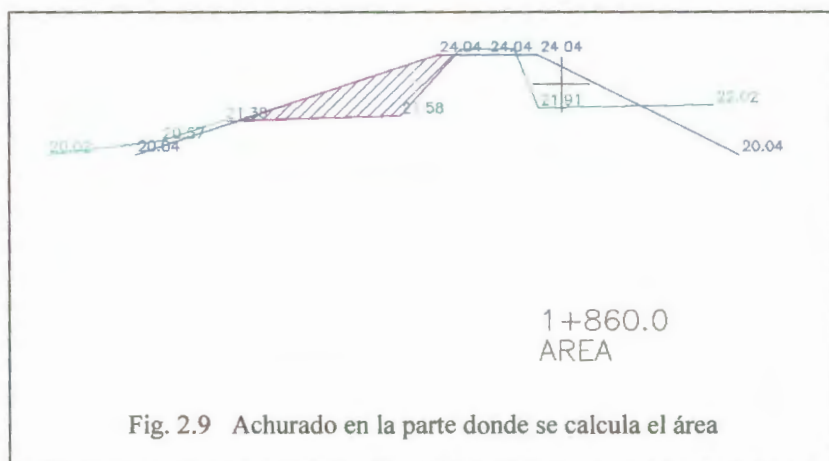 24.04 24.04 24.04
21.38 21.58 21.91 22.02
20.02 20.57 20.04 20.04
1+860.0
AREA
Fig. 2.9 Achurado en la parte donde se calcula el área